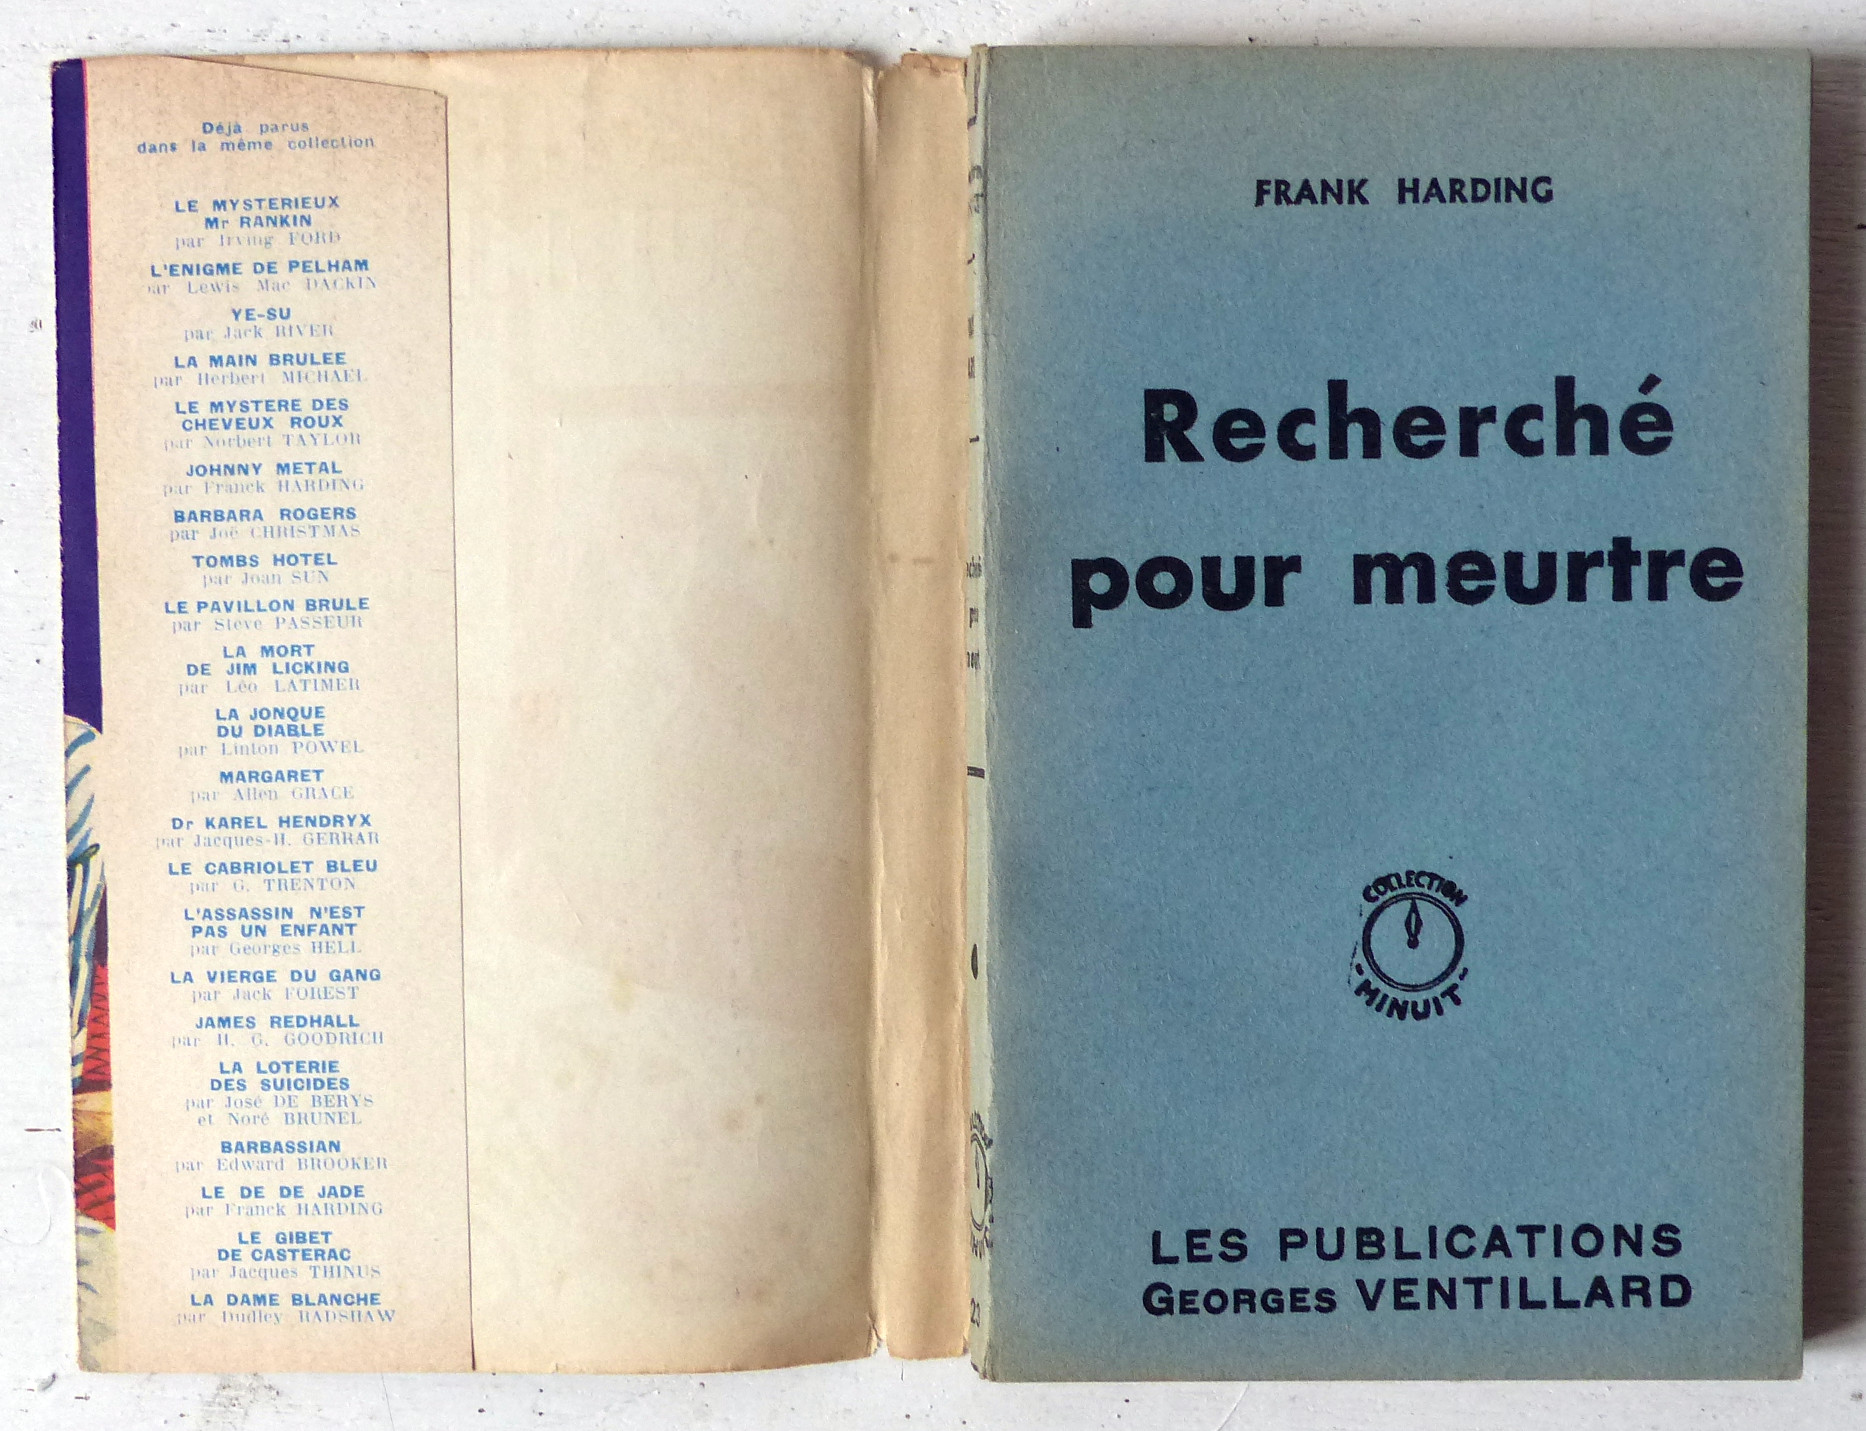 Déjà parus
dans la même collection
LE MYSTERIEUX
Mr RANKIN
par Irving FORD
L'ENIGME DE PELHAM
par Lewis Mac DACKIN
YE-SU
par Jack RIVER
LA MAIN BRULEE
par Herbert MICHAEL
LE MYSTERE DES
CHEVEUX ROUX
par Norbert TAYLOR
JOHNNY METAL
par Franck HARDING
BARBARA ROGERS
par Joë CHRISTMAS
TOMBS HOTEL
par Joan SUN
LE PAVILLON BRULE
par Steve PASSEUR
LA MORT
DE JIM LICKING
par Léo LATIMER
LA JONQUE
DU DIABLE
par Linton POWEL
MARGARET
par Allen GRACE
Dr KAREL HENDRYX
par Jacques-H. GERRAR
LE CABRIOLET BLEU
par G. TRENTON
L'ASSASSIN N'EST
PAS UN ENFANT
par Georges HELL
LA VIERGE DU GANG
par Jack FOREST
JAMES REDHALL
par H. G. GOODRICH
LA LOTERIE
DES SUICIDES
par José DE BERYS
et Noré BRUNEL
BARBASSIAN
par Edward BROOKER
LE DE DE JADE
par Franck HARDING
LE GIBET
DE CASTERAC
par Jacques THINUS
LA DAME BLANCHE
par Dudley RADSHAW
23
FRANK HARDING
Recherché
pour meurtre
COLLECTION
- MINUIT -
LES PUBLICATIONS
GEORGES VENTILLARD